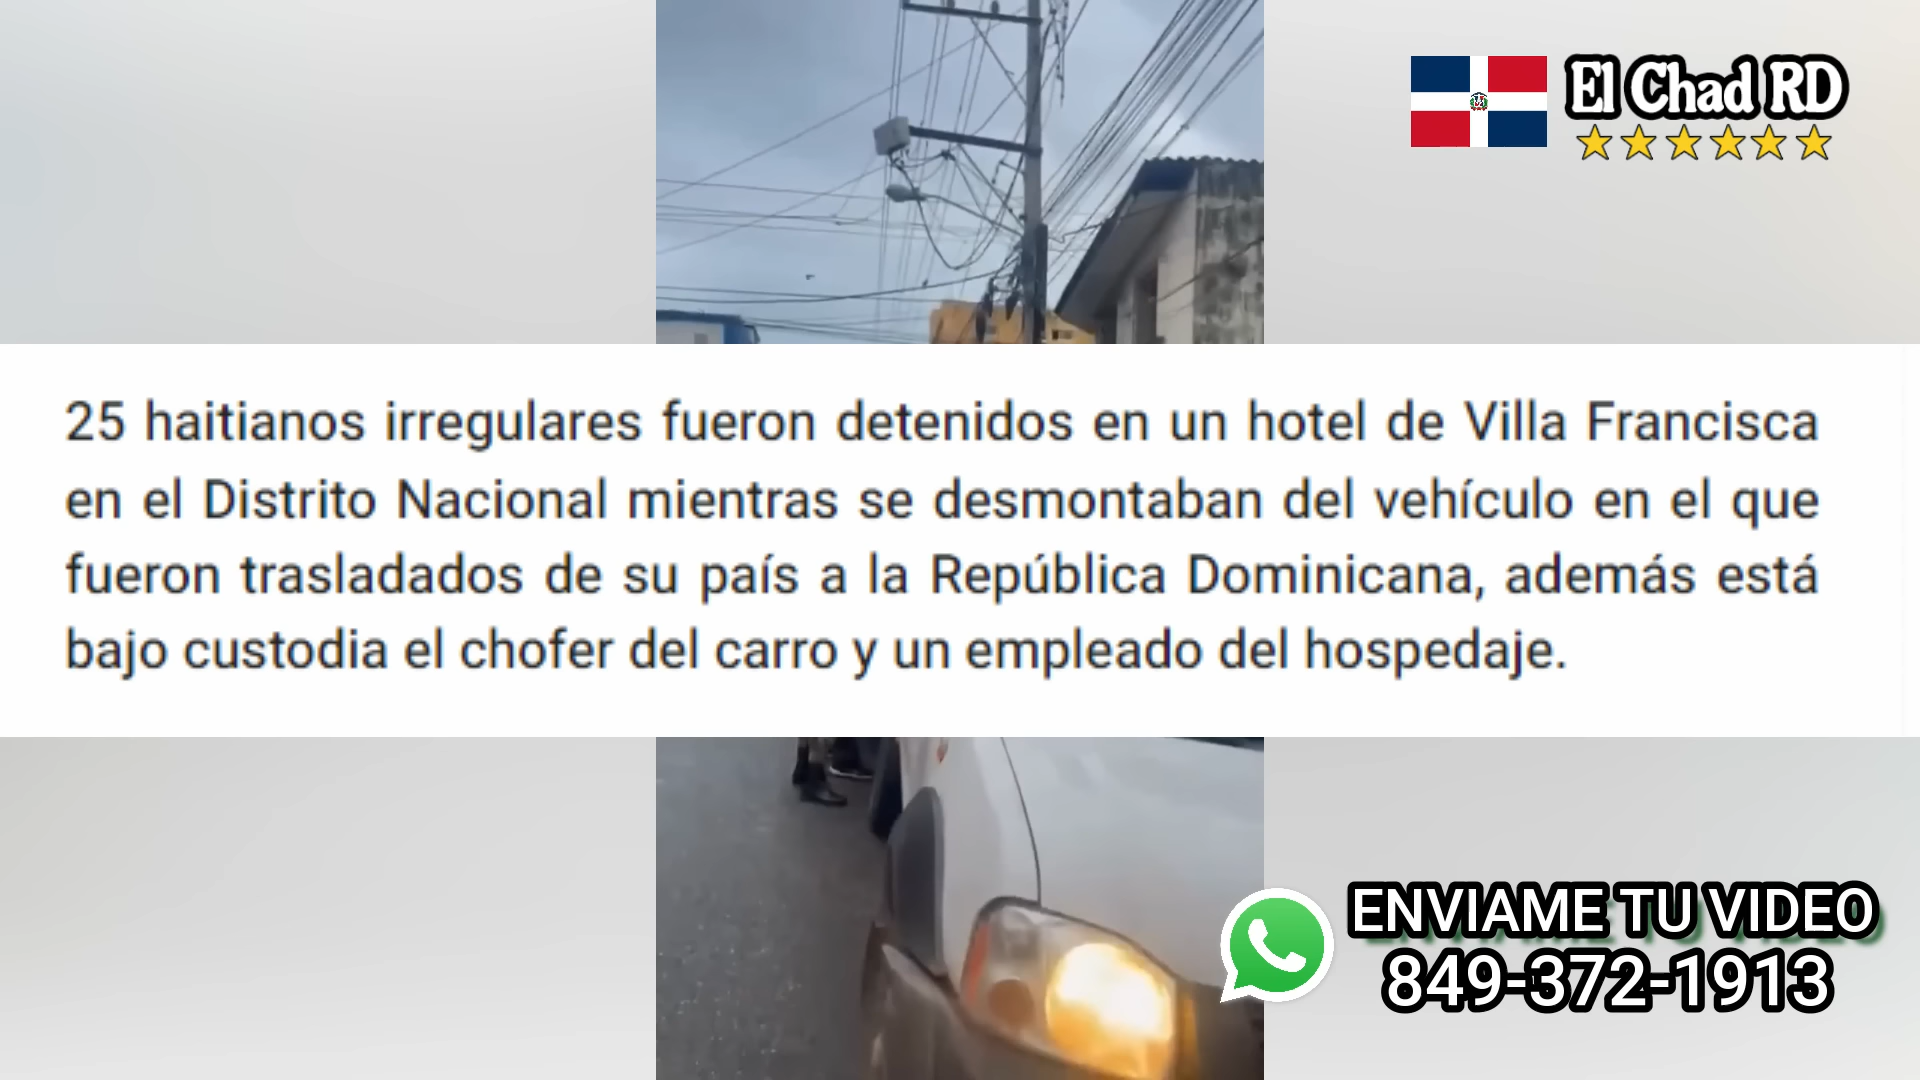 El Chad RD
25 haitianos irregulares fueron detenidos en un hotel de Villa Francisca
en el Distrito Nacional mientras se desmontaban del vehículo en el que
fueron trasladados de su país a la República Dominicana, además está
bajo custodia el chofer del carro y un empleado del hospedaje.
ENVIAME TU VIDEO
849-372-1913